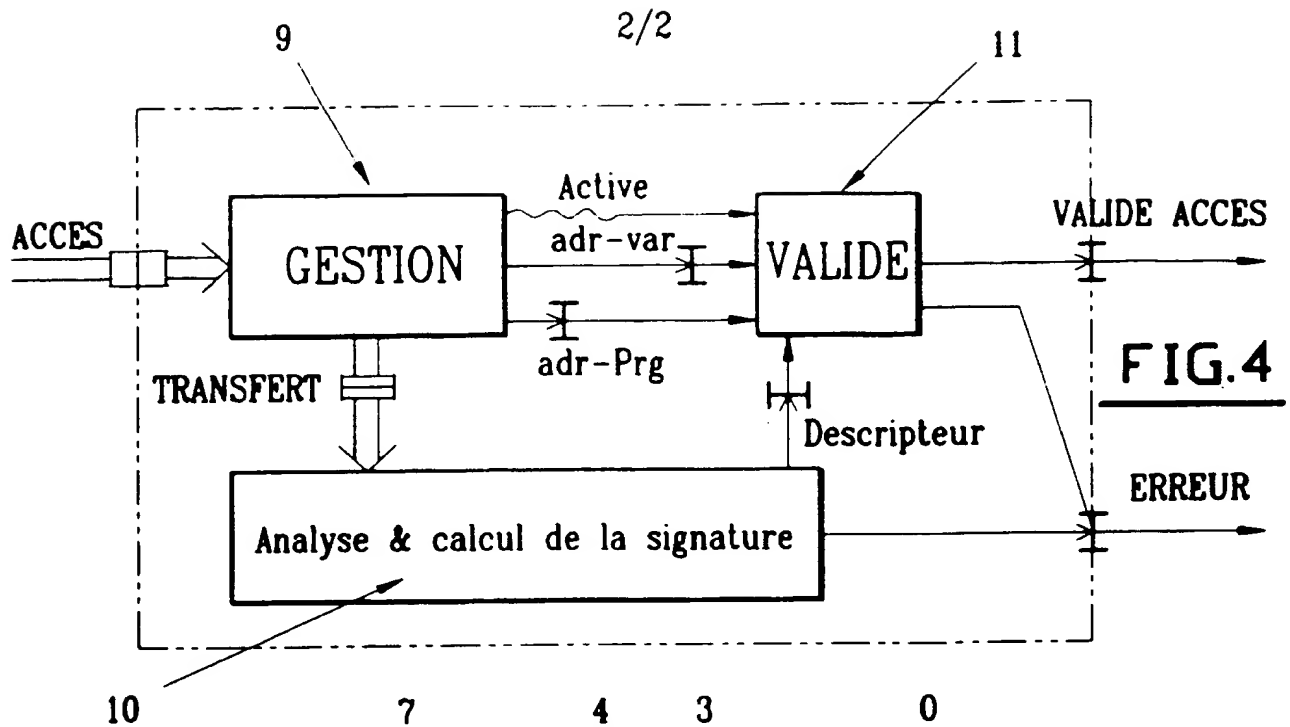 2/2
9
11
Active
VALIDE ACCES
ACCES
adr-var
GESTION
VALIDE
adr-Prg
TRANSFERT
FIG.4
Descripteur
ERREUR
Analyse & calcul de la signature
10 7 4 3 0